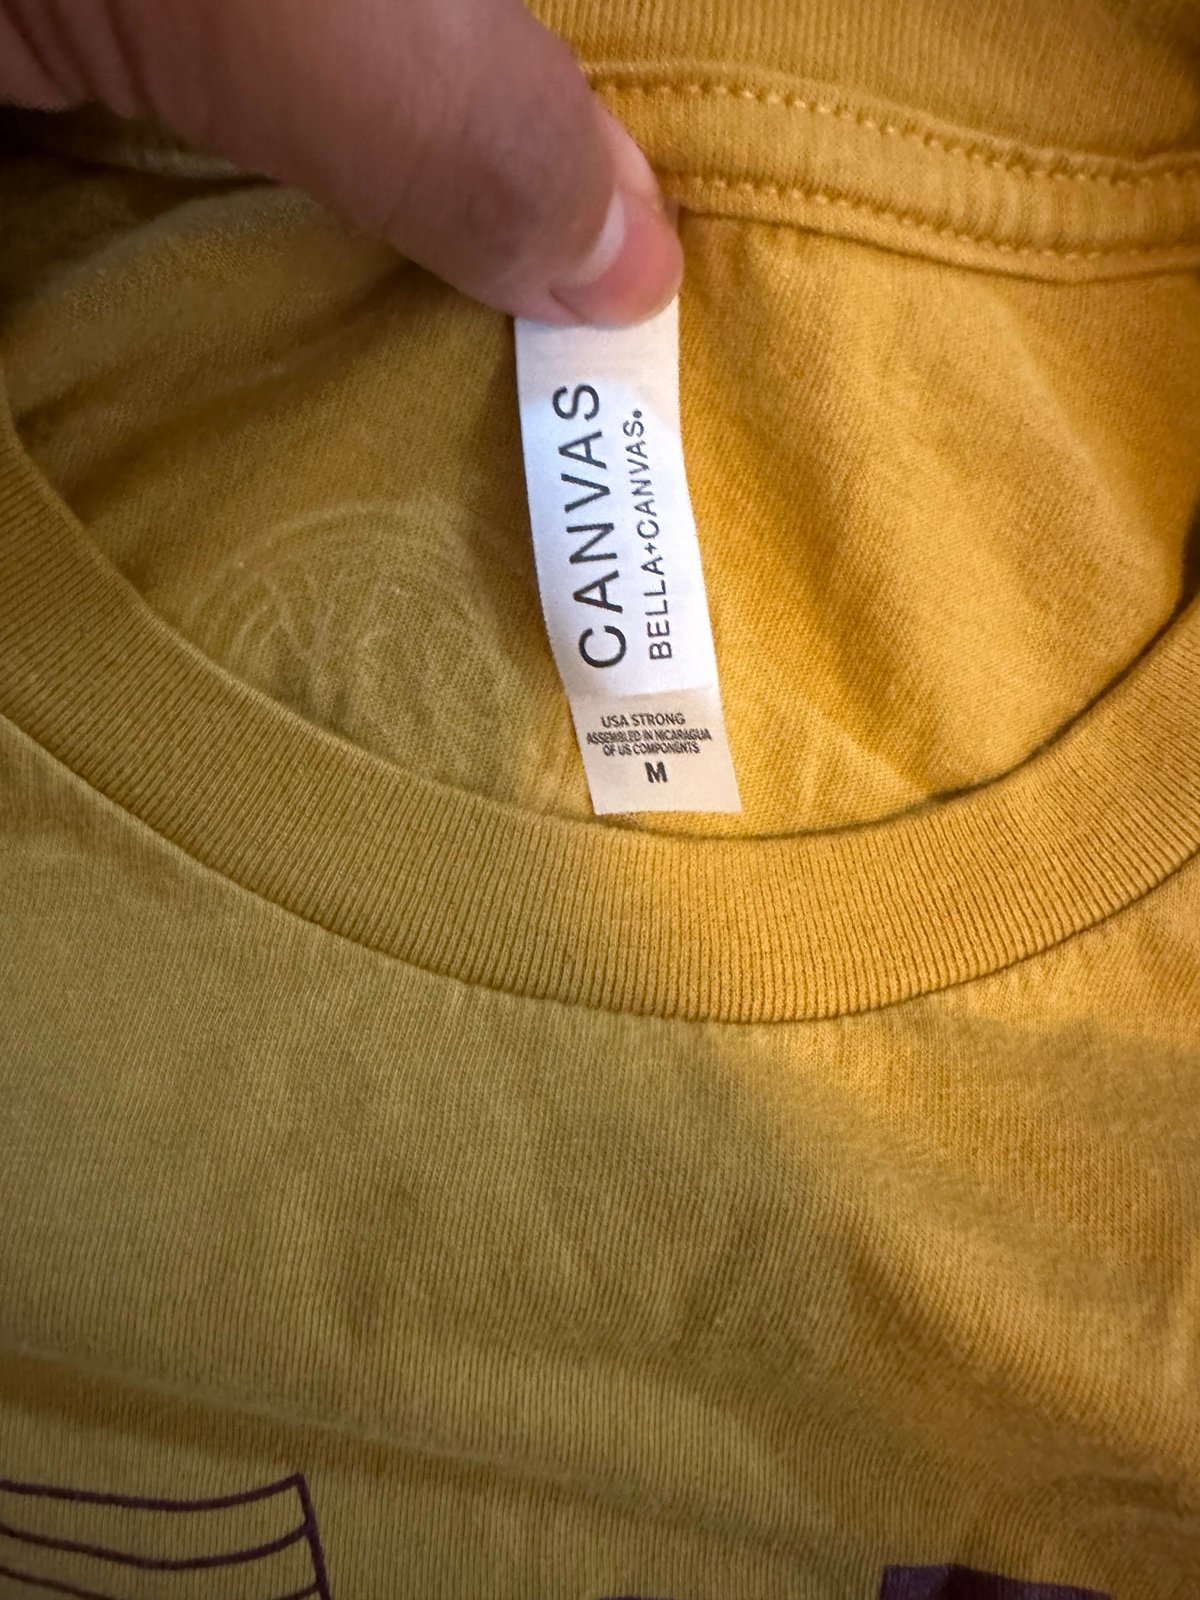 CANVAS
BELLA+CANVAS.
USA STRONG
ASSEMBLED IN NICARAGUA
OF US COMPONENTS
M